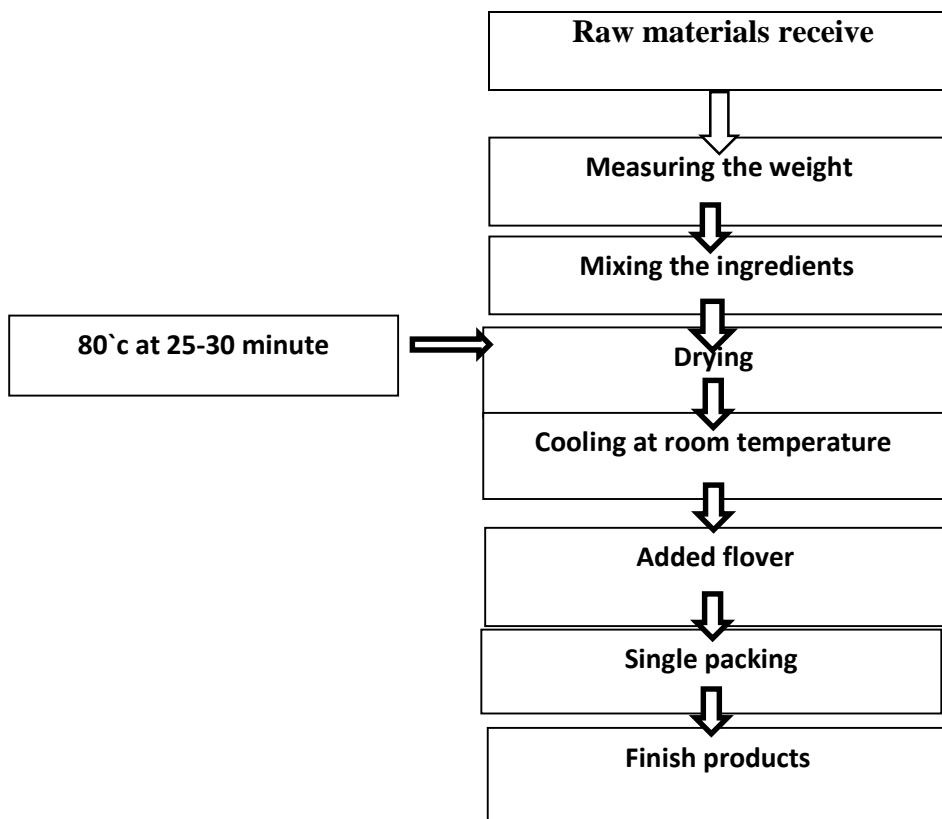 Raw materials receive
Measuring the weight
Mixing the ingredients
80`c at 25-30 minute
Drying
Cooling at room temperature
Added flover
Single packing
Finish products